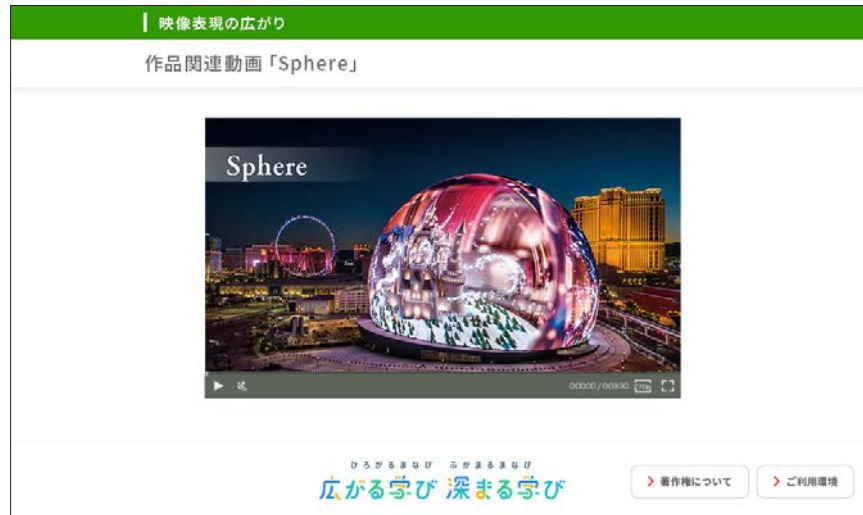 映像表現の広がり
作品関連動画「Sphere」
Sphere
ひろがるまなび ふかまるまなび
広がる学び 深まる学び
著作権について
ご利用環境